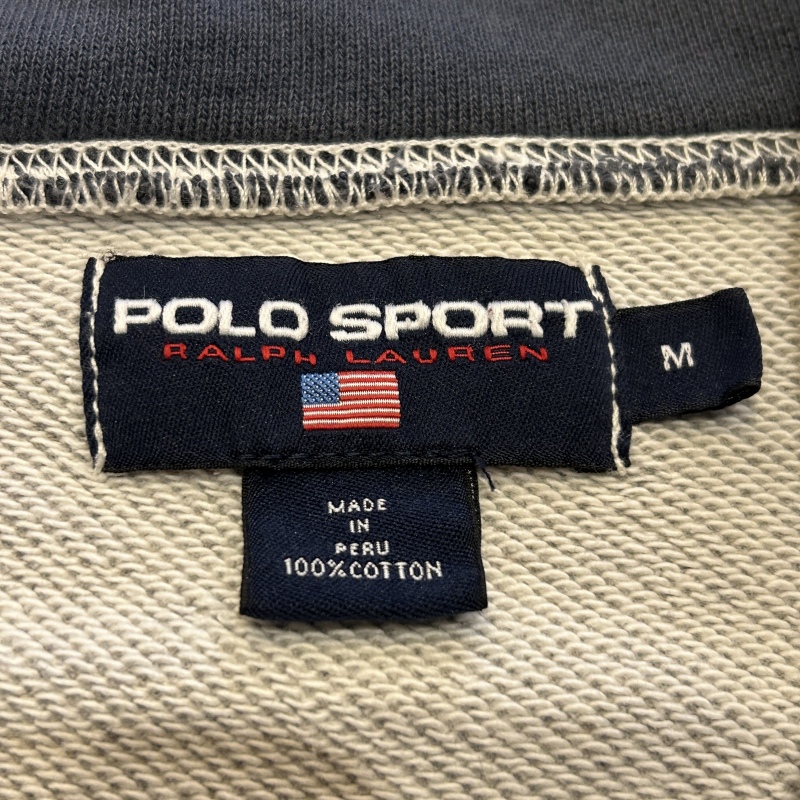 POLO SPORT
RALPH LAUREN
M
MADE
IN
PERU
100%COTTON